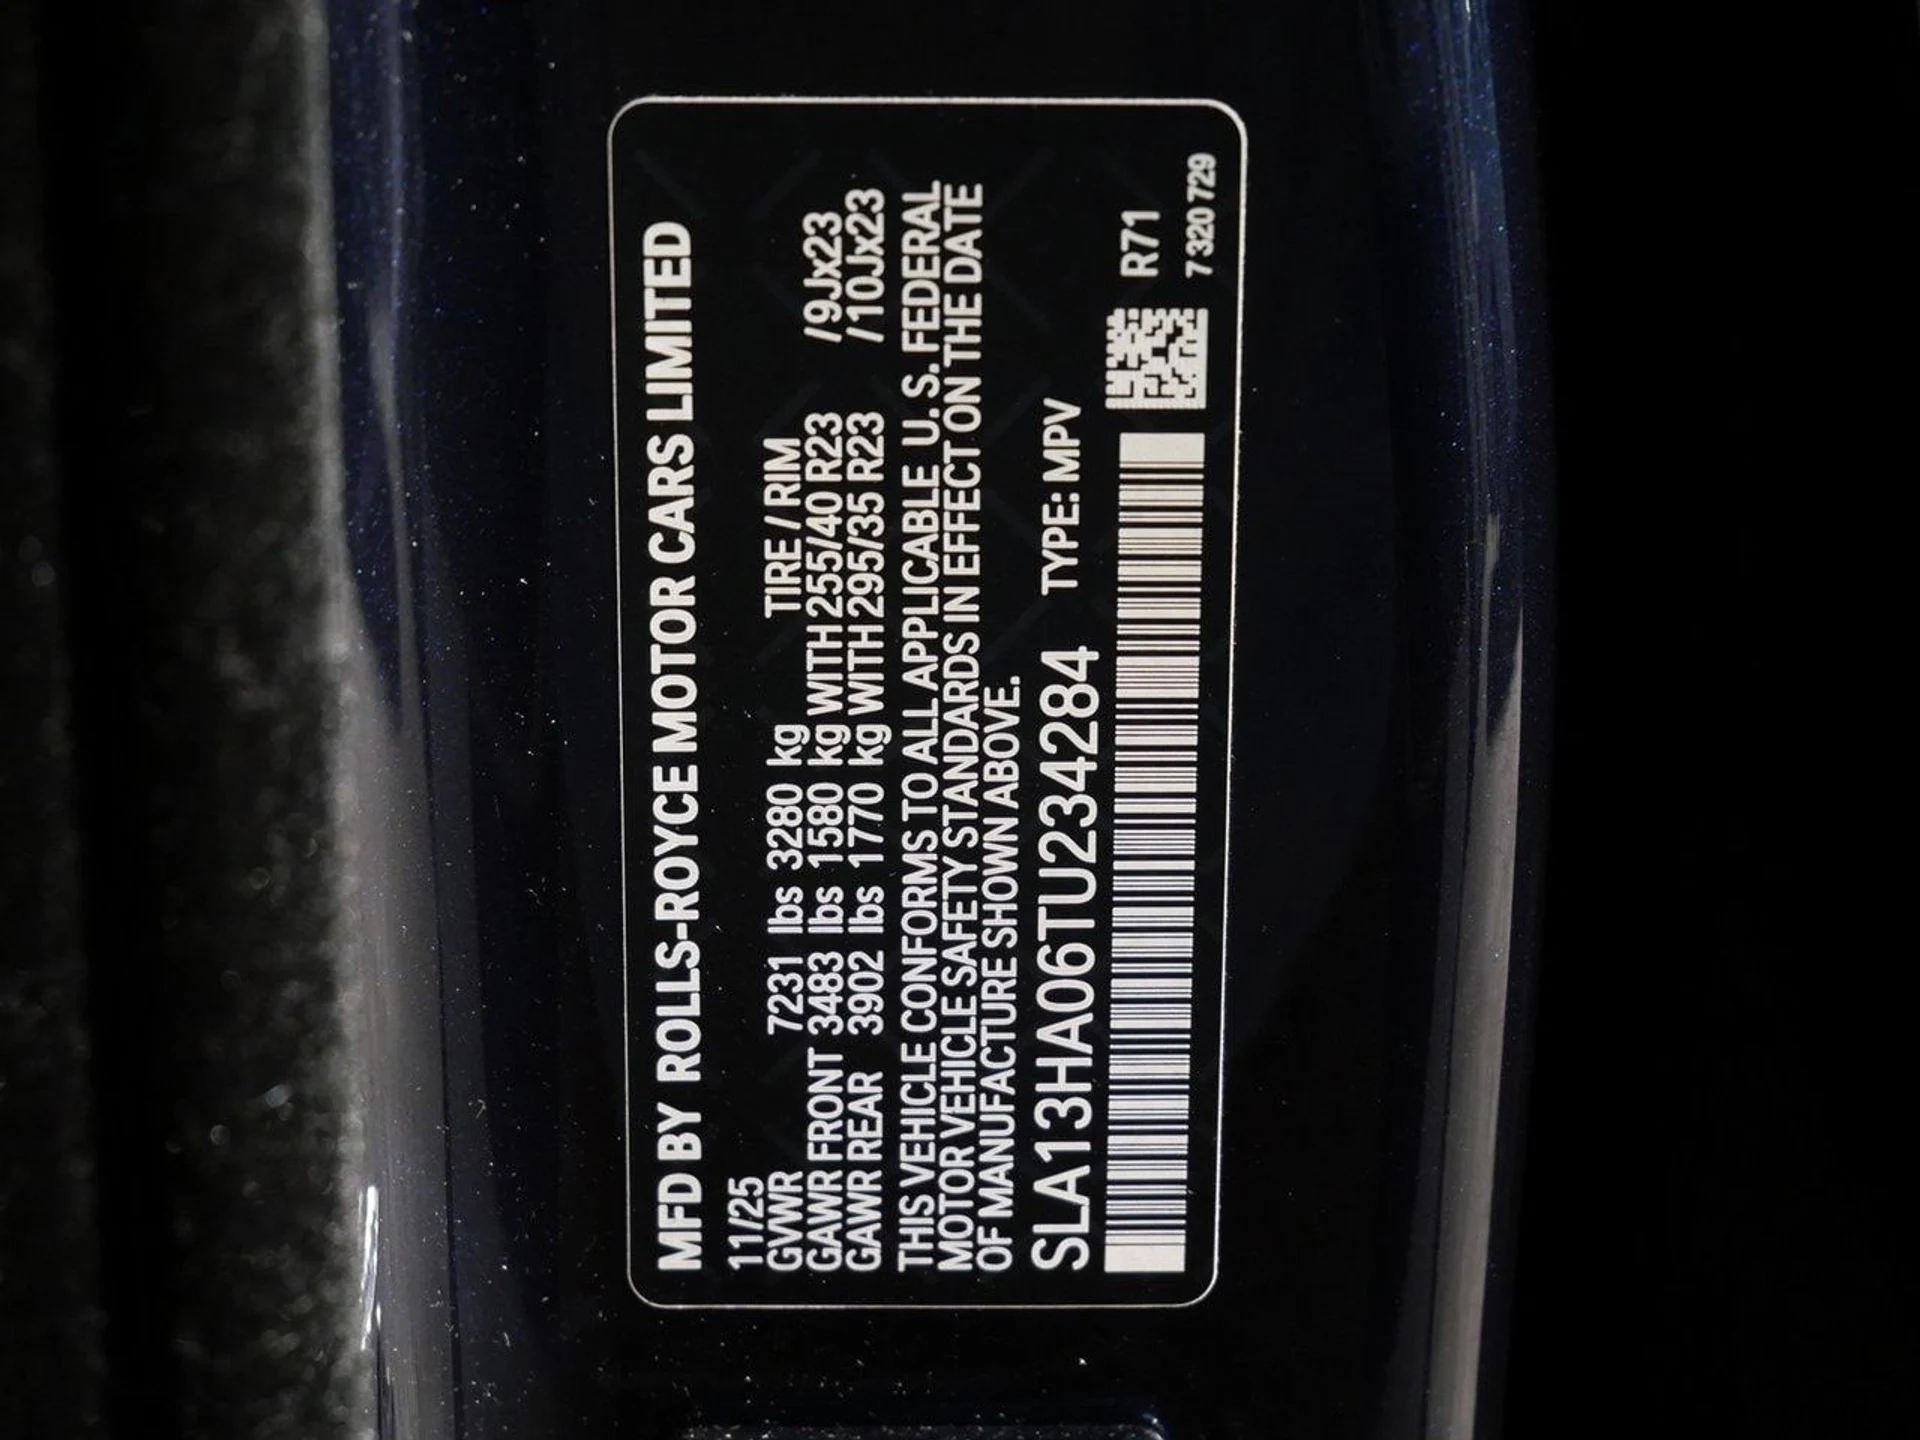 MFD BY ROLLS-ROYCE MOTOR CARS LIMITED
11/25
GVWR 7231 lbs 3280 kg TIRE / RIM
GAWR FRONT 3483 lbs 1580 kg WITH 255/40 R23 /9Jx23
GAWR REAR 3902 lbs 1770 kg WITH 295/35 R23 /10Jx23
THIS VEHICLE CONFORMS TO ALL APPLICABLE U. S. FEDERAL
MOTOR VEHICLE SAFETY STANDARDS IN EFFECT ON THE DATE
OF MANUFACTURE SHOWN ABOVE.
SLA13HA06TU234284 TYPE: MPV
R71
7 320 729